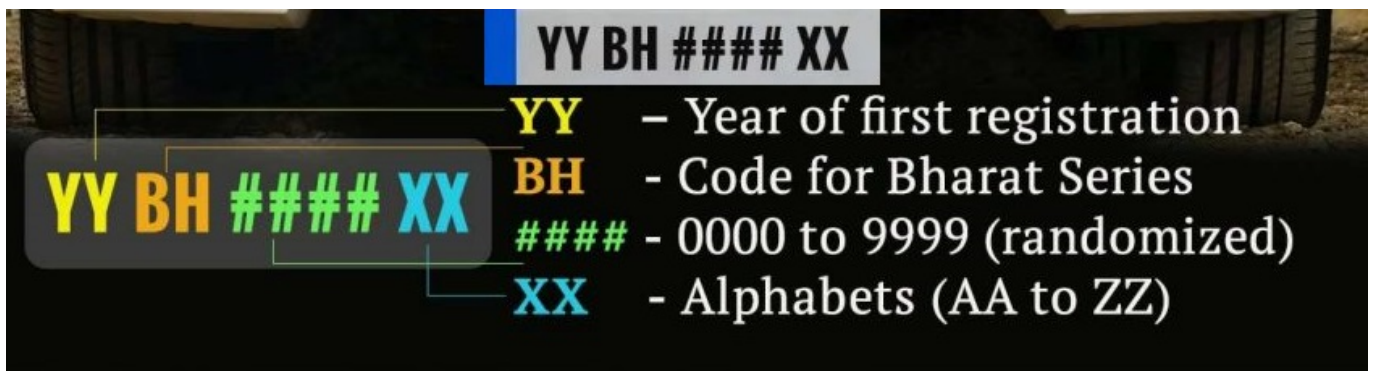 YY BH #### XX
YY – Year of first registration
BH - Code for Bharat Series
#### - 0000 to 9999 (randomized)
XX - Alphabets (AA to ZZ)
YY BH #### XX